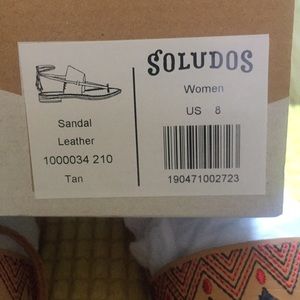 SOLUDOS
Women
US 8
190471002723
Sandal
Leather
1000034 210
Tan